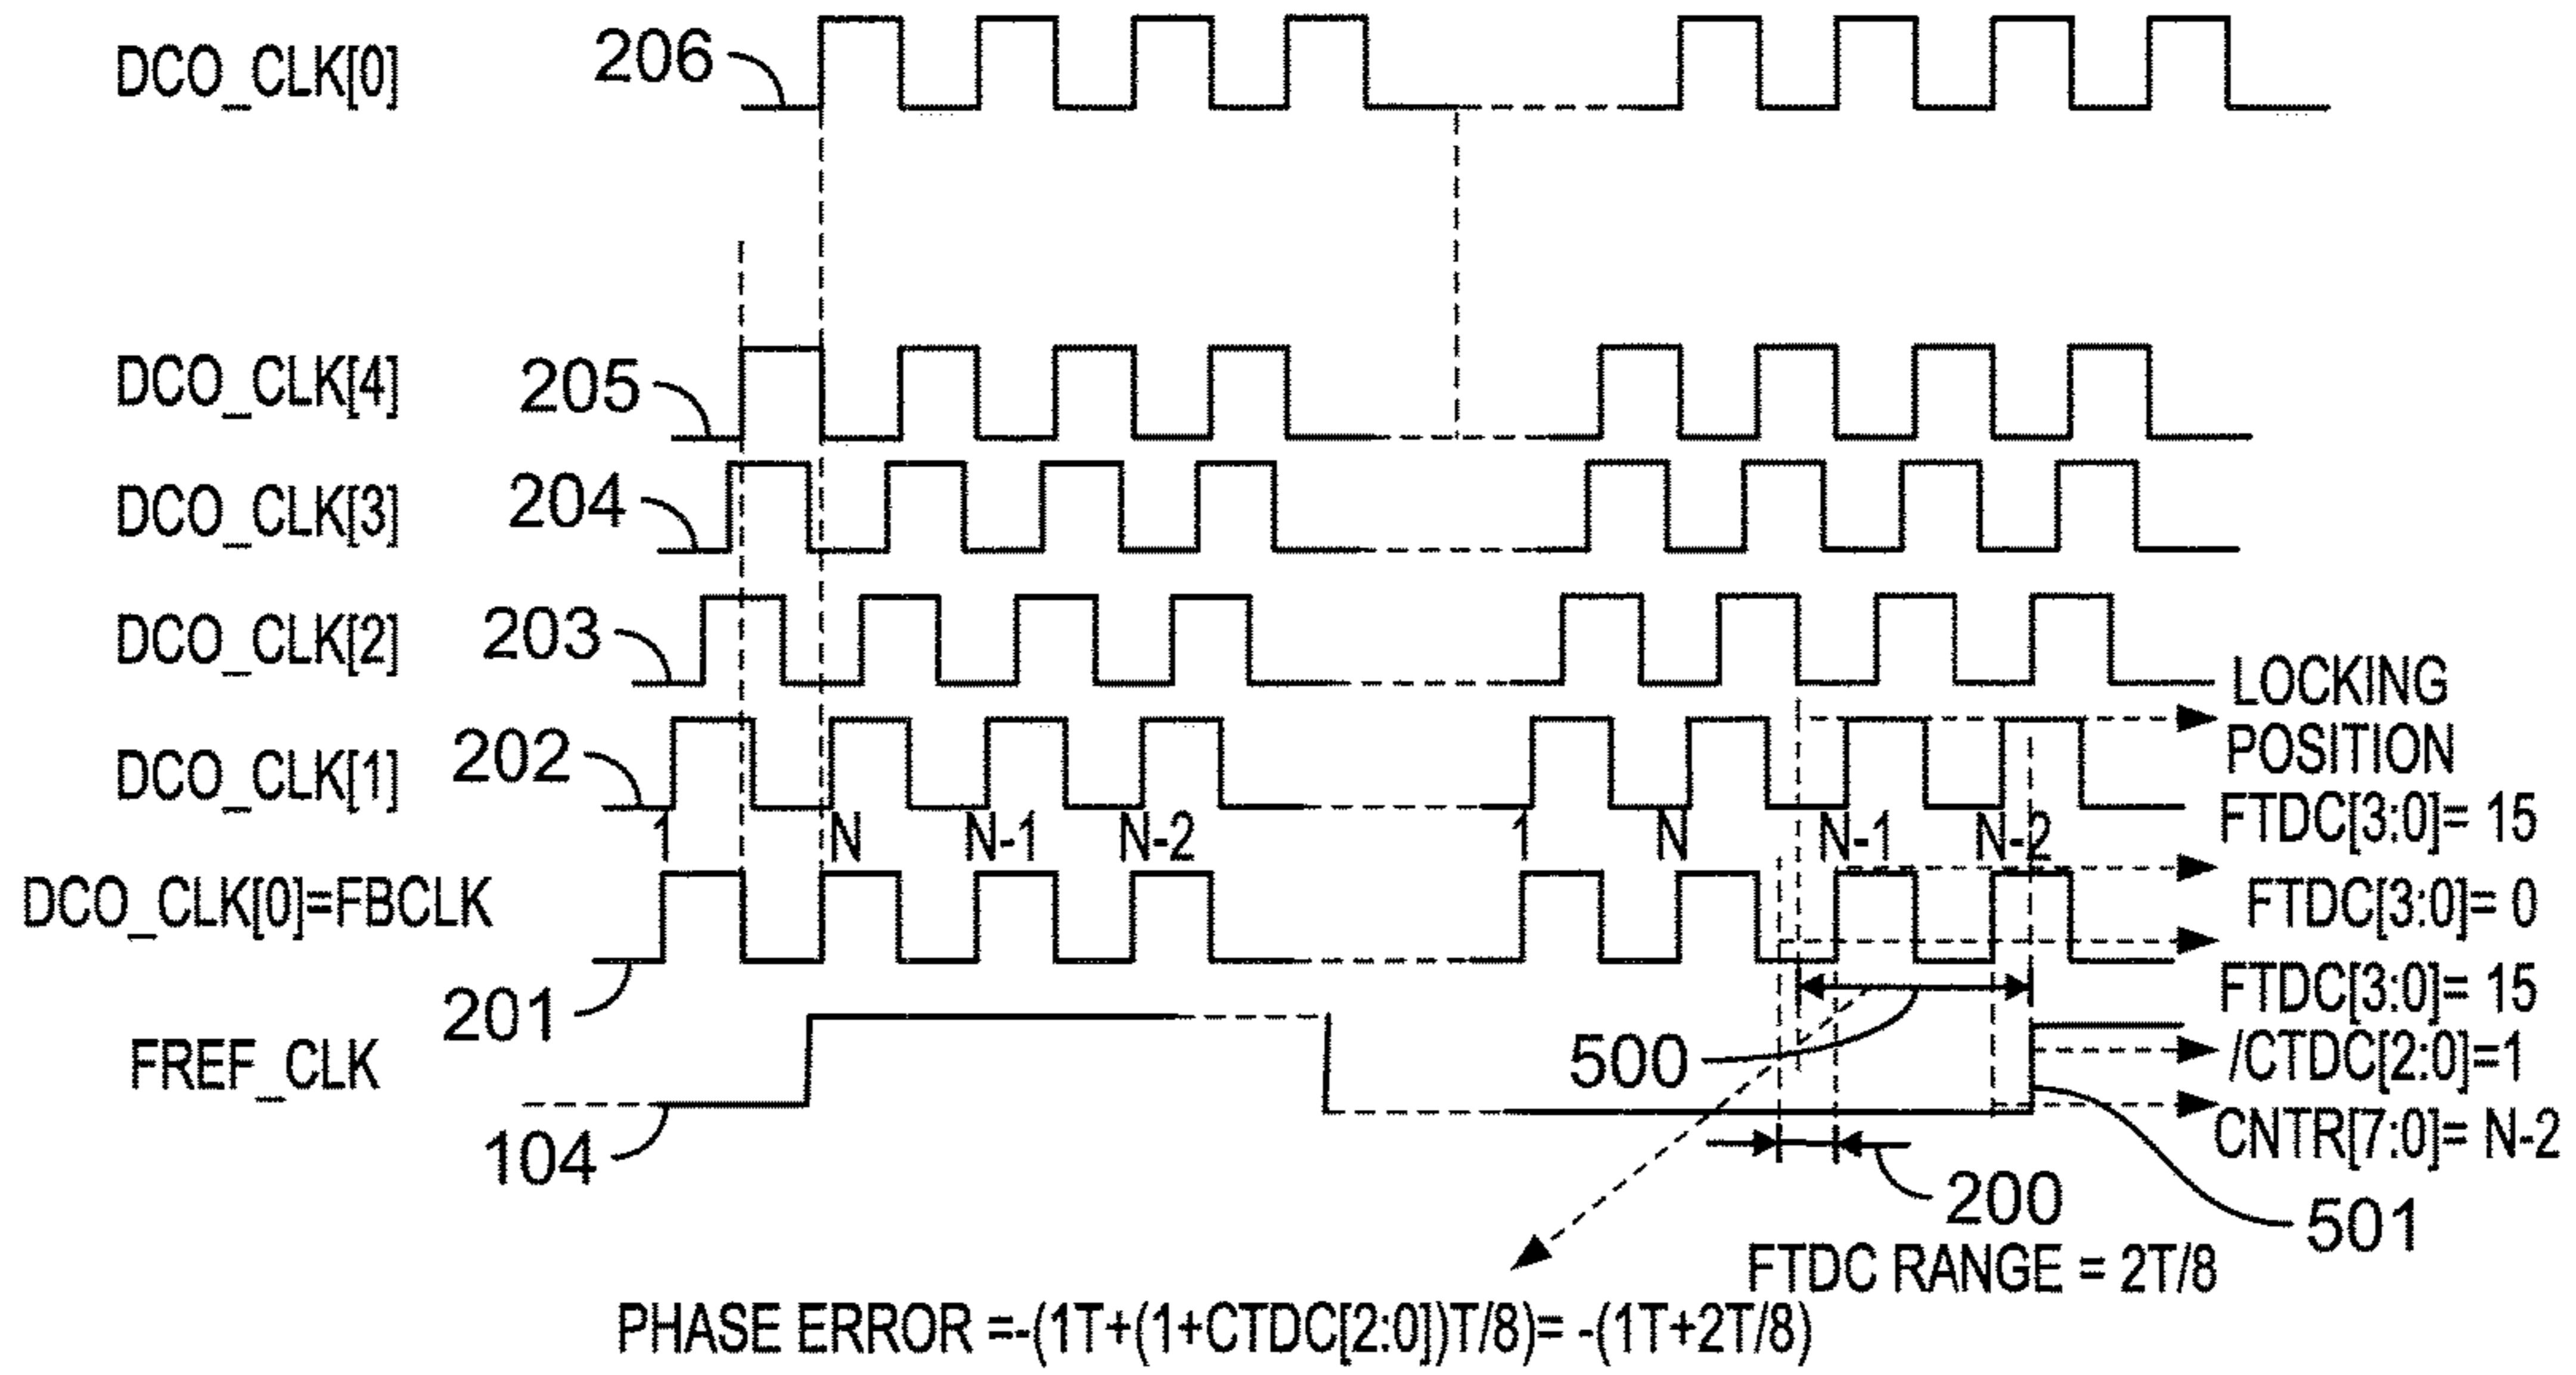 DCO_CLK[0]
206
DCO_CLK[4]
205
DCO_CLK[3]
204
DCO_CLK[2]
203
LOCKING
POSITION
DCO_CLK[1]
202
FTDC[3:0]= 15
1 N N-1 N-2 1 N N-1 N-2
DCO_CLK[0]=FBCLK
FTDC[3:0]= 0
201
FTDC[3:0]= 15
FREF_CLK
500
/CTDC[2:0]=1
104
CNTR[7:0]= N-2
200
501
FTDC RANGE = 2T/8
PHASE ERROR =-(1T+(1+CTDC[2:0])T/8)= -(1T+2T/8)